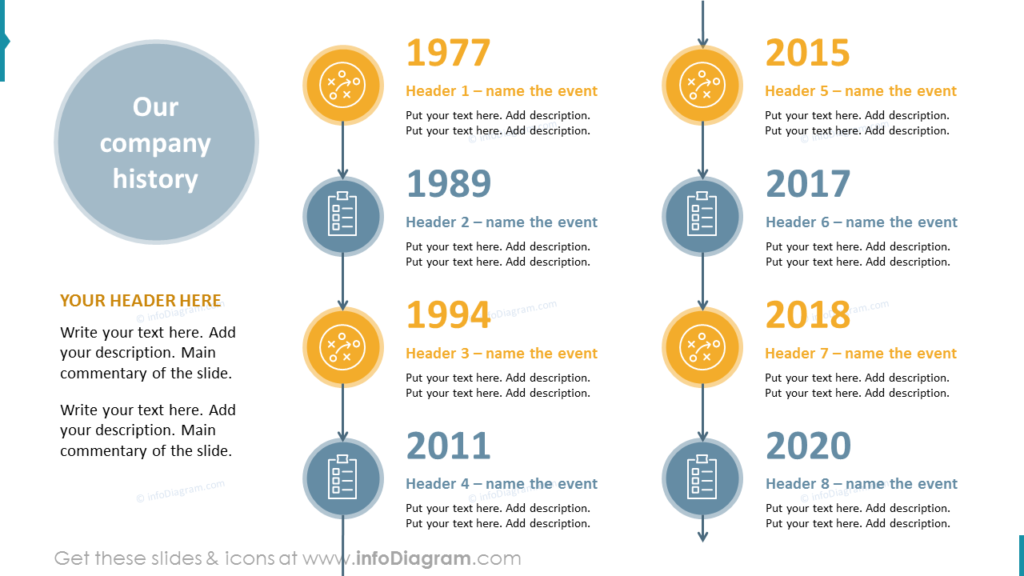 Our
company
history
YOUR HEADER HERE
Write your text here. Add
your description. Main
commentary of the slide.
Write your text here. Add
your description. Main
commentary of the slide.
1977
Header 1 – name the event
Put your text here. Add description.
Put your text here. Add description.
1989
Header 2 – name the event
Put your text here. Add description.
Put your text here. Add description.
1994
Header 3 – name the event
Put your text here. Add description.
Put your text here. Add description.
2011
Header 4 – name the event
Put your text here. Add description.
Put your text here. Add description.
2015
Header 5 – name the event
Put your text here. Add description.
Put your text here. Add description.
2017
Header 6 – name the event
Put your text here. Add description.
Put your text here. Add description.
2018
Header 7 – name the event
Put your text here. Add description.
Put your text here. Add description.
2020
Header 8 – name the event
Put your text here. Add description.
Put your text here. Add description.
© infoDiagram.com
© infoDiagram.com
Get these slides & icons at www.infoDiagram.com